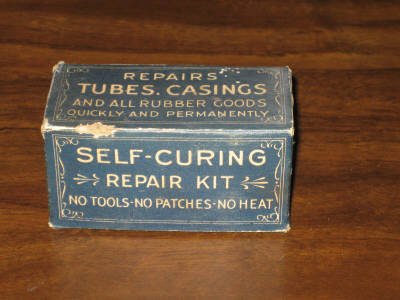 REPAIRS
TUBES. CASINGS
AND ALL RUBBER GOODS
QUICKLY AND PERMANENTLY
SELF-CURING
REPAIR KIT
NO TOOLS-NO PATCHES-NO HEAT